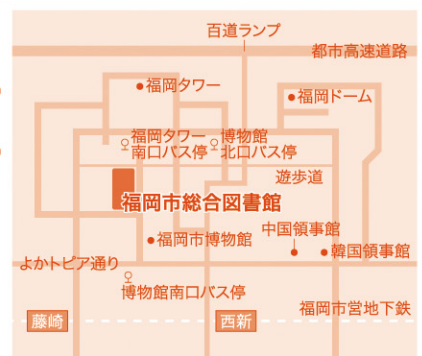 百道ランプ
都市高速道路
福岡タワー
福岡ドーム
福岡タワー
南口バス停
博物館
北口バス停
遊歩道
福岡市総合図書館
中国領事館
福岡市博物館
韓国領事館
よかトピア通り
博物館南口バス停
福岡市営地下鉄
藤崎
西新